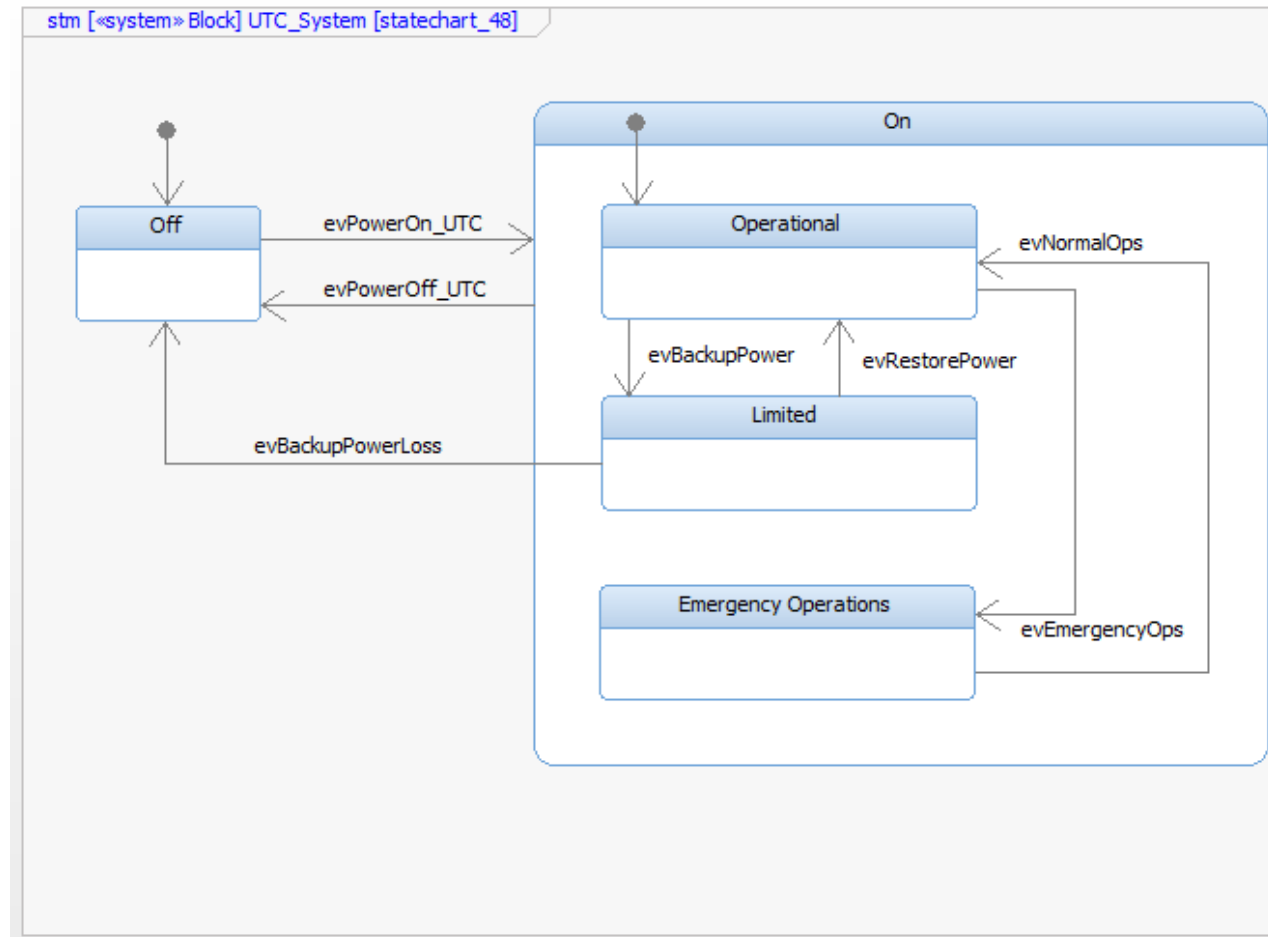 stm [«system» Block] UTC_System [statechart_48]
On
Off
evPowerOn_UTC
Operational
evNormalOps
evPowerOff_UTC
evBackupPower
evRestorePower
Limited
evBackupPowerLoss
Emergency Operations
evEmergencyOps